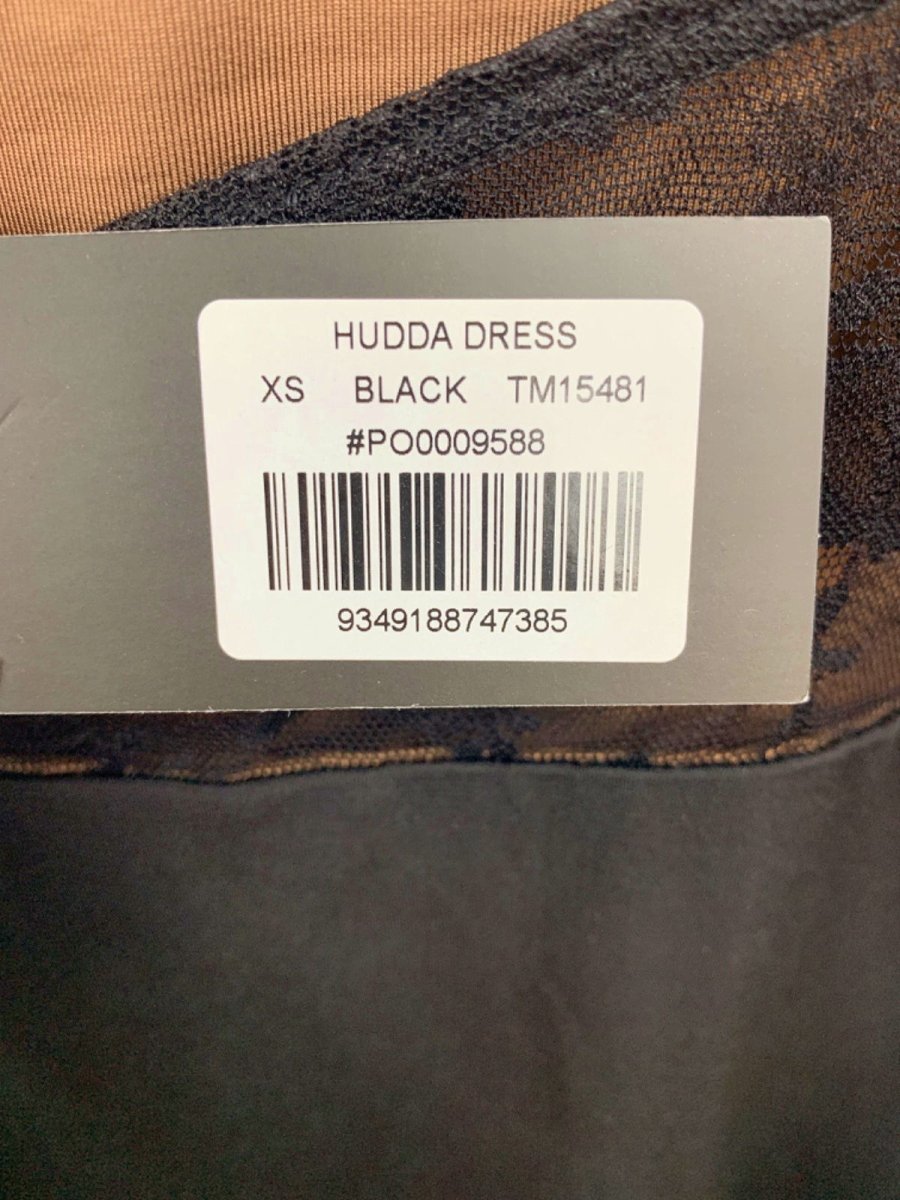 HUDDA DRESS
XS BLACK TM15481
#PO0009588
9349188747385